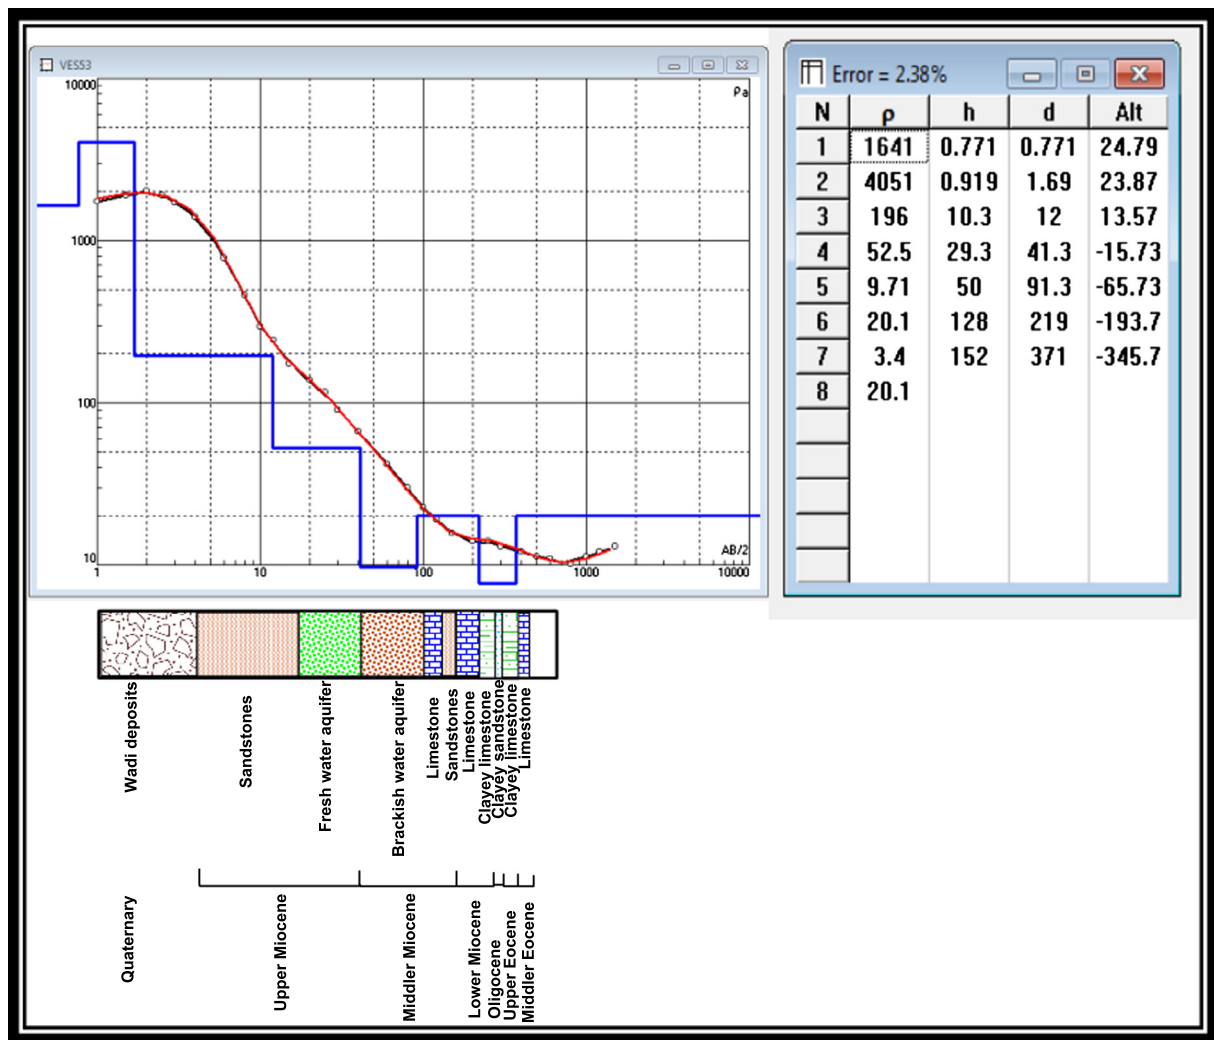 VES53
10000
ρa
1000
100
10
AB/2
1
10
100
1000
10000
Error = 2.38%
N ρ h d Alt
1 1641 0.771 0.771 24.79
2 4051 0.919 1.69 23.87
3 196 10.3 12 13.57
4 52.5 29.3 41.3 -15.73
5 9.71 50 91.3 -65.73
6 20.1 128 219 -193.7
7 3.4 152 371 -345.7
8 20.1
Wadi deposits
Sandstones
Fresh water aquifer
Brackish water aquifer
Limestone
Sandstones
Limestone
Clayey limestone
Clayey sandstone
Clayey limestone
Limestone
Quaternary
Upper Miocene
Middler Miocene
Lower Miocene
Oligocene
Upper Eocene
Middler Eocene